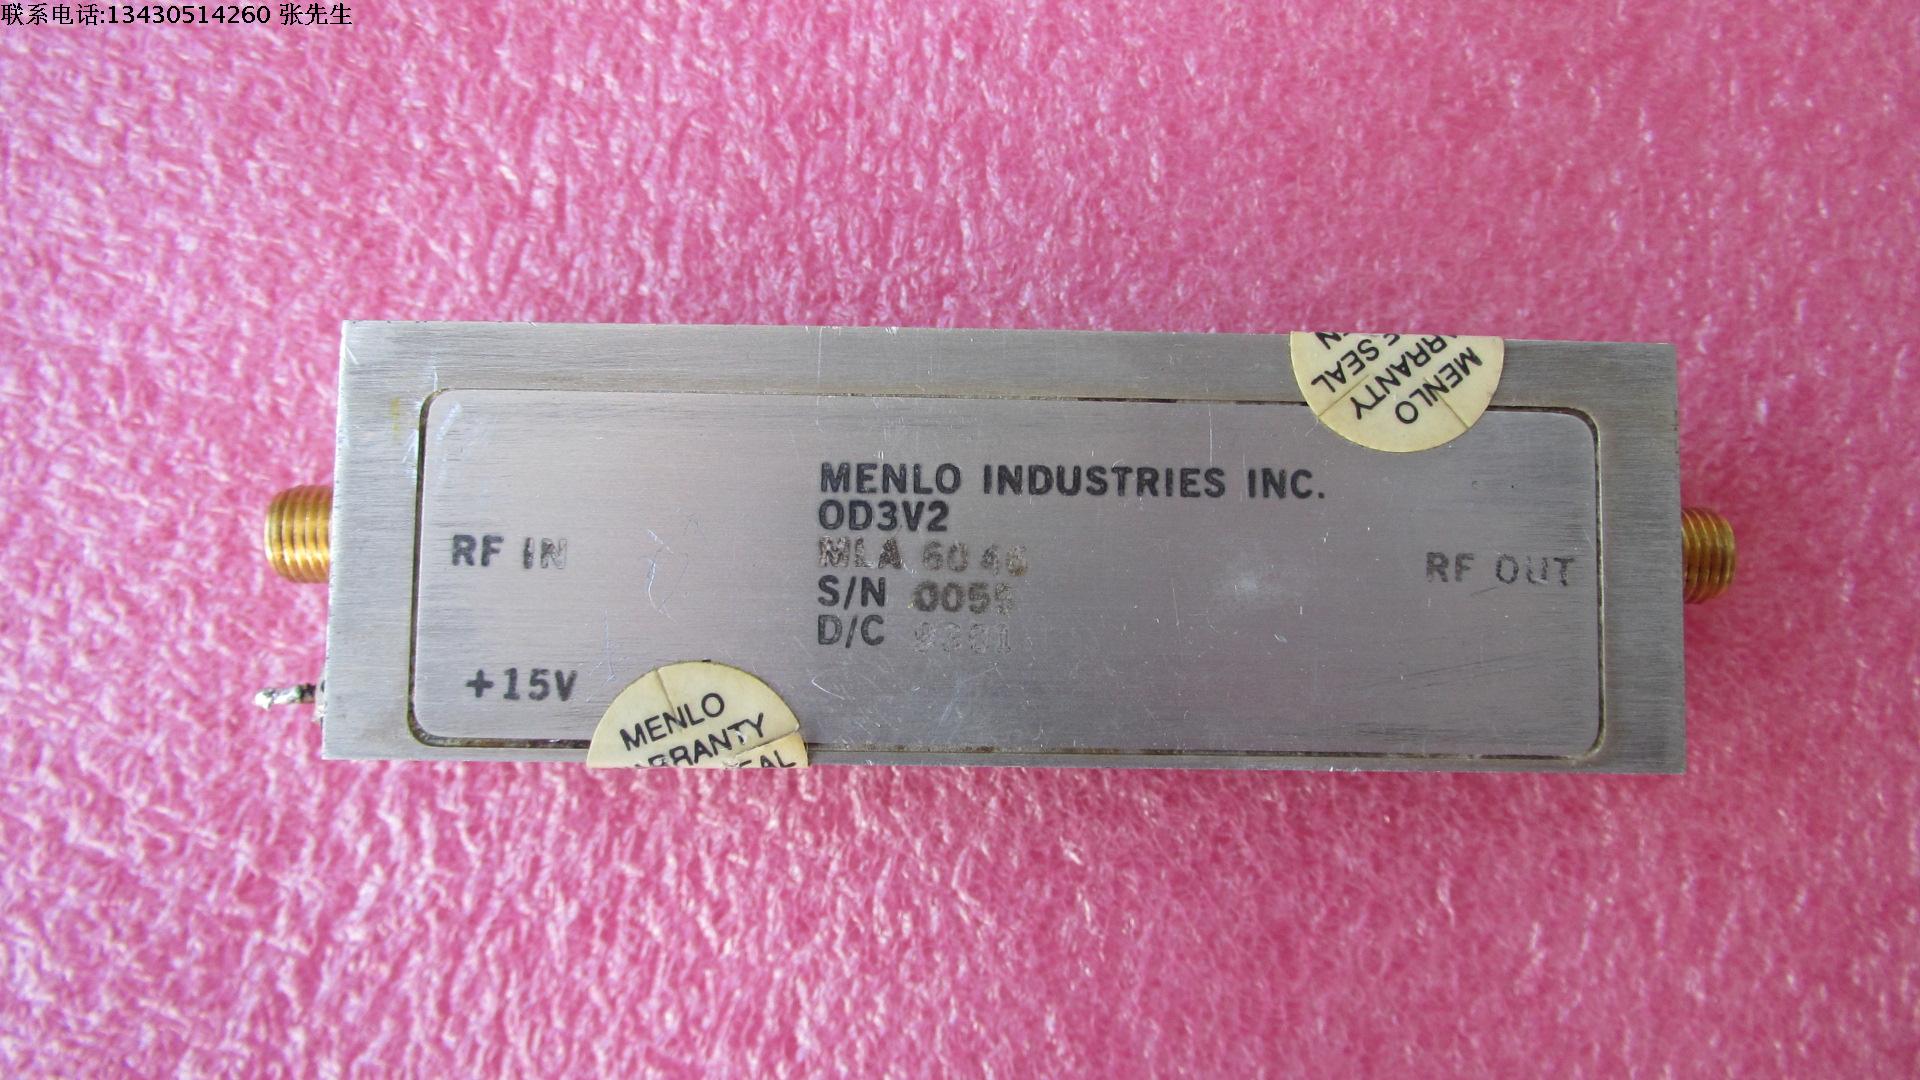 联系电话:13430514260 张先生
MENLO
WARRANTY
SEAL
MENLO INDUSTRIES INC.
OD3V2
MLA 6046
S/N 0055
D/C
RF IN
RF OUT
+15V
MENLO